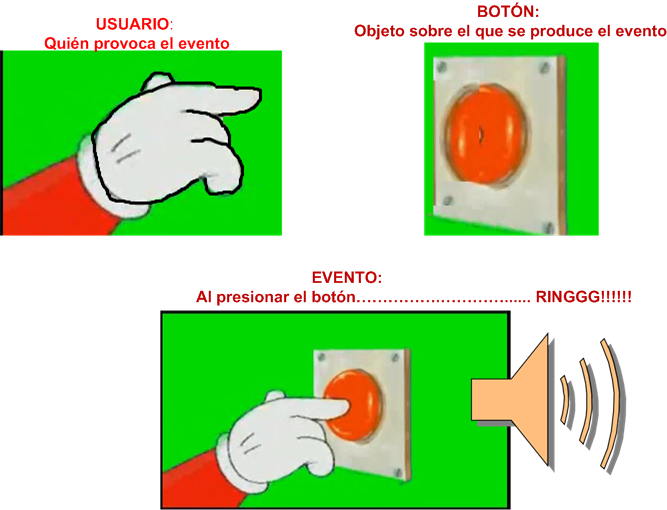 USUARIO:
Quién provoca el evento
BOTÓN:
Objeto sobre el que se produce el evento
EVENTO:
Al presionar el botón……………..…………...... RINGGG!!!!!!